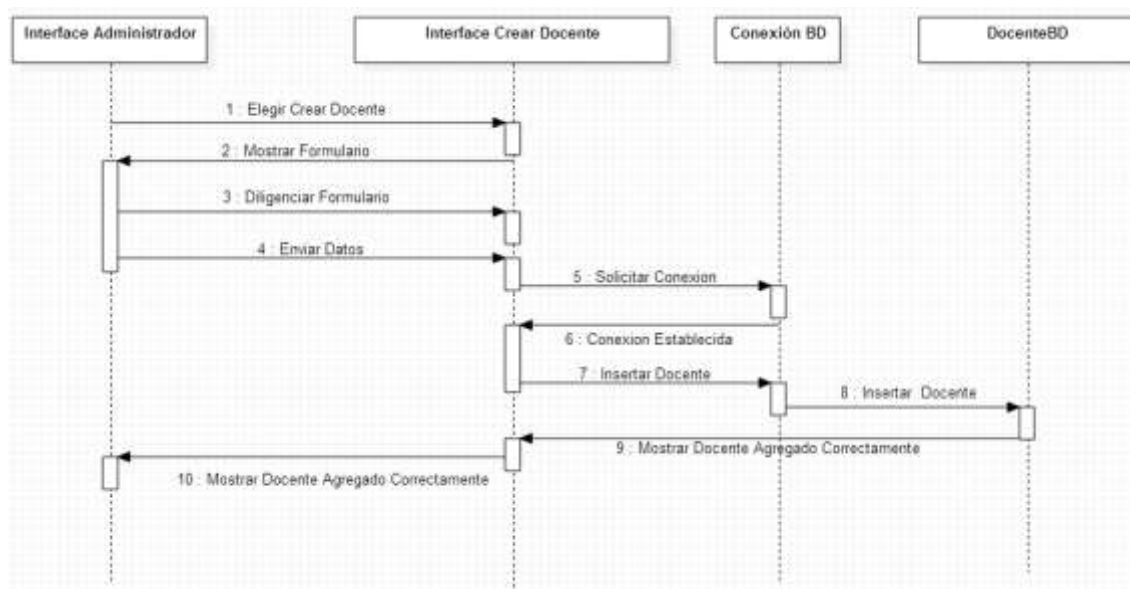 Interface Administrador
Interface Crear Docente
Conexión BD
DocenteBD
1 : Elegir Crear Docente
2 : Mostrar Formulario
3 : Diligenciar Formulario
4 : Enviar Datos
5 : Solicitar Conexion
6 : Conexion Establecida
7 : Insertar Docente
8 : Insertar Docente
9 : Mostrar Docente Agregado Correctamente
10 : Mostrar Docente Agregado Correctamente